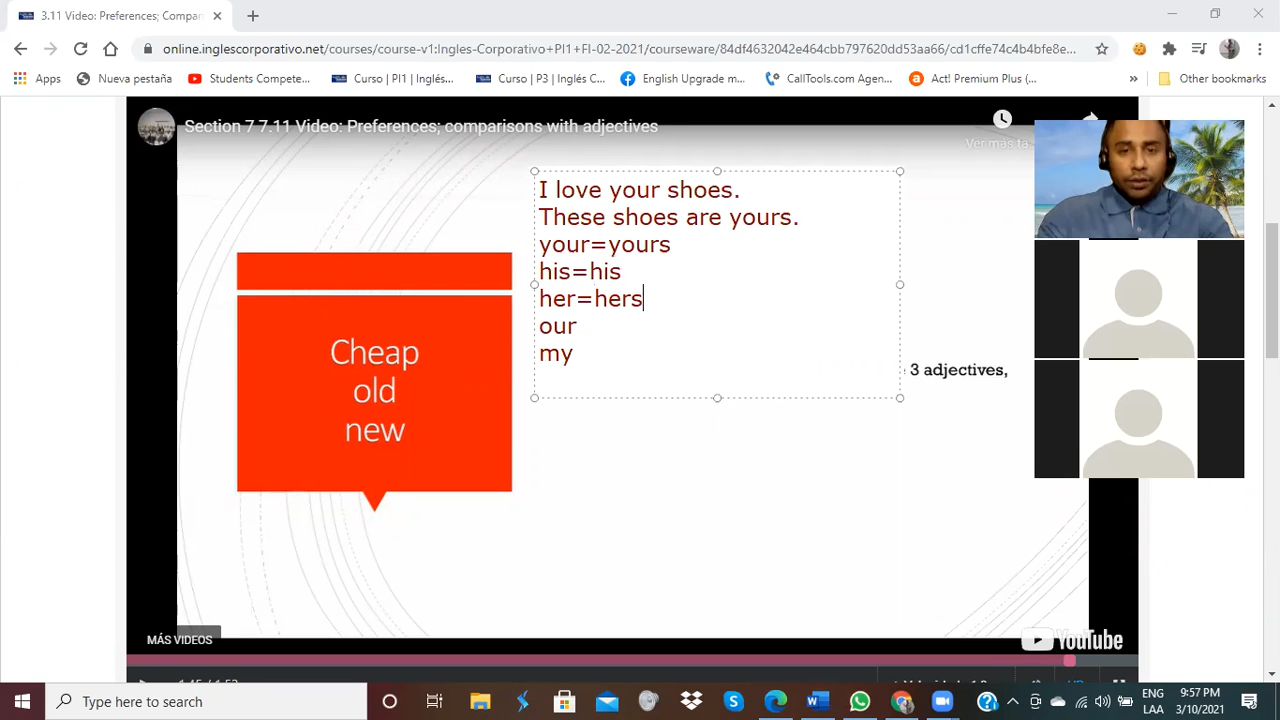 3.11 Video: Preferences; Compar
online.inglescorporativo.net/courses/course-v1:Ingles-Corporativo+PI1+FI-02-2021/courseware/84df4632042e464cbb797620dd53aa66/cd1cffe74c4b4bfe8e...
Apps
Nueva pestaña
Students Compete...
Curso | PI1 | Inglés...
Curso | P3 | Inglés C...
English Upgrade m...
CallTools.com Agen...
Act! Premium Plus (...
»
Other bookmarks
Section 7 7.11 Video: Preferences; comparisons with adjectives
Ver más ta
I love your shoes.
These shoes are yours.
your=yours
his=his
her=hers
our
my
3 adjectives,
Cheap
old
new
MÁS VIDEOS
YouTube
Type here to search
ENG
LAA
9:57 PM
3/10/2021